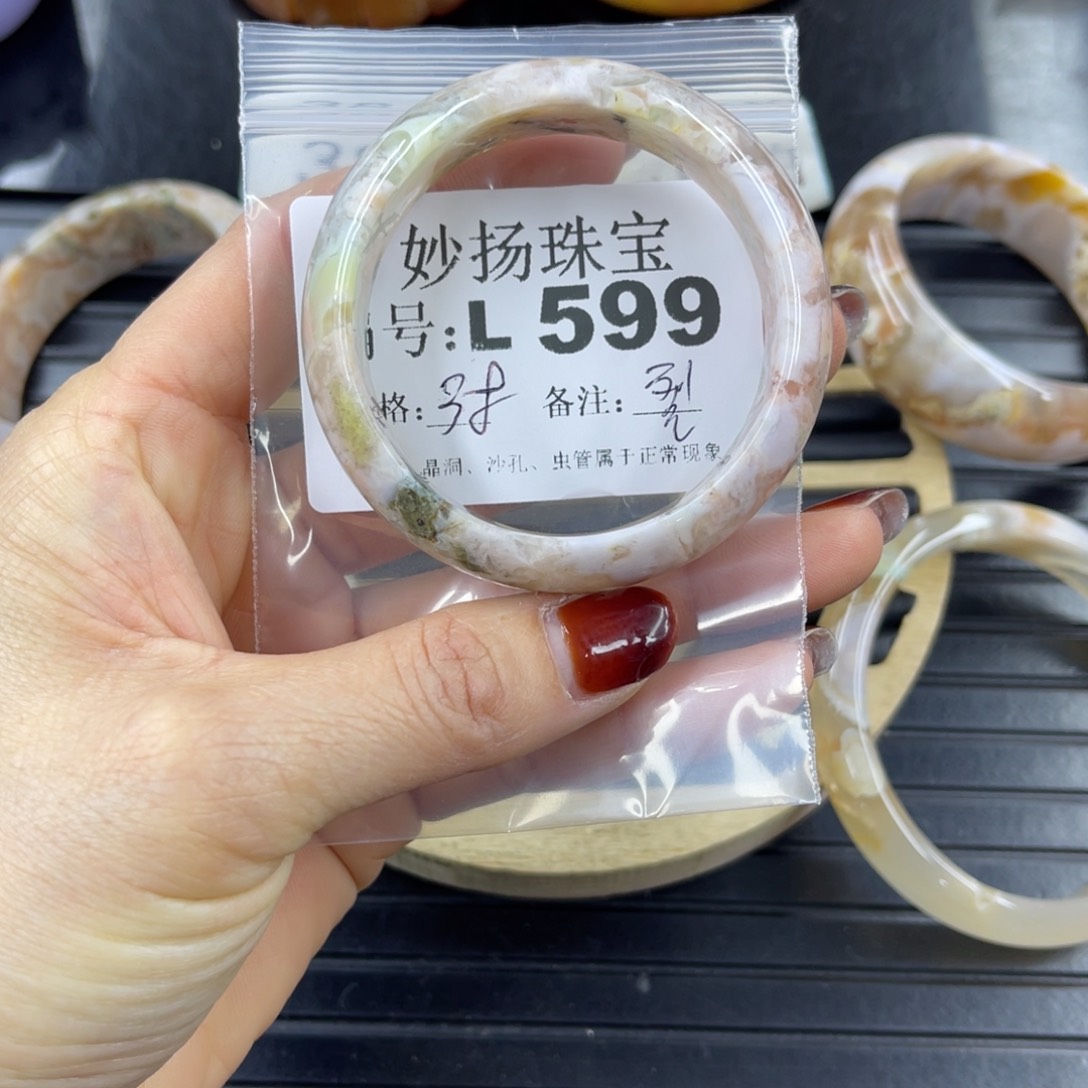 妙扬珠宝
号:L 599
格: 备注:
晶洞、沙孔、虫管属于正常现象